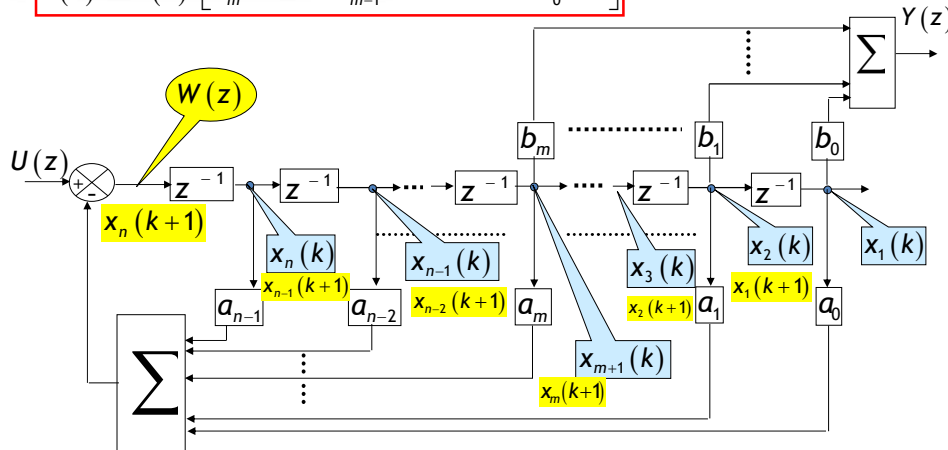 Y(z)
∑
W(z)
b_m
b_1
b_0
U(z)
+
-
z^{-1}
z^{-1}
z^{-1}
z^{-1}
z^{-1}
x_n(k+1)
x_n(k)
x_{n-1}(k)
x_3(k)
x_2(k)
x_1(k)
x_{n-1}(k+1)
x_{n-2}(k+1)
x_2(k+1)
x_1(k+1)
a_{n-1}
a_{n-2}
a_m
a_1
a_0
x_{m+1}(k)
x_m(k+1)
∑